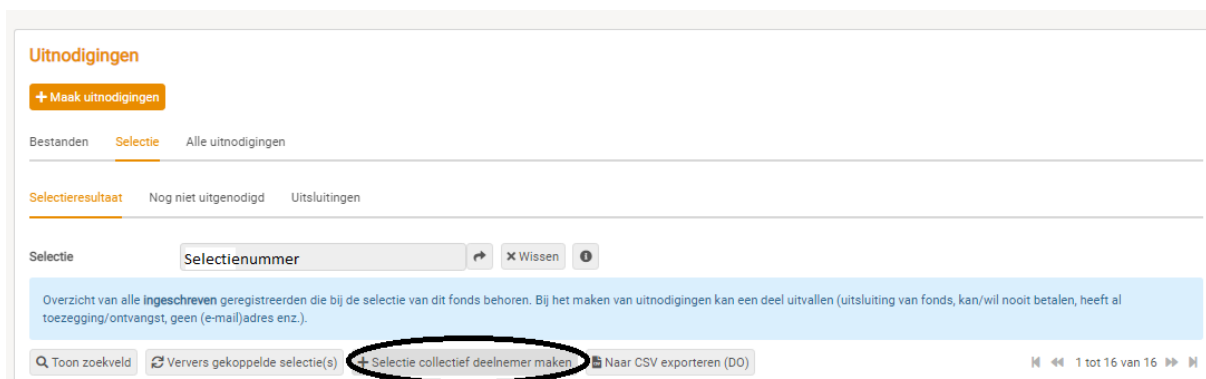 Uitnodigingen
+ Maak uitnodigingen
Bestanden Selectie Alle uitnodigingen
Selectieresultaat Nog niet uitgenodigd Uitsluitingen
Selectie Selectienummer Wissen
Overzicht van alle ingeschreven geregistreerden die bij de selectie van dit fonds behoren. Bij het maken van uitnodigingen kan een deel uitvallen (uitsluiting van fonds, kan/wil nooit betalen, heeft al
toezegging/ontvangst, geen (e-mail)adres enz.).
Toon zoekveld Ververs gekoppelde selectie(s) + Selectie collectief deelnemer maken Naar CSV exporteren (DO) 1 tot 16 van 16